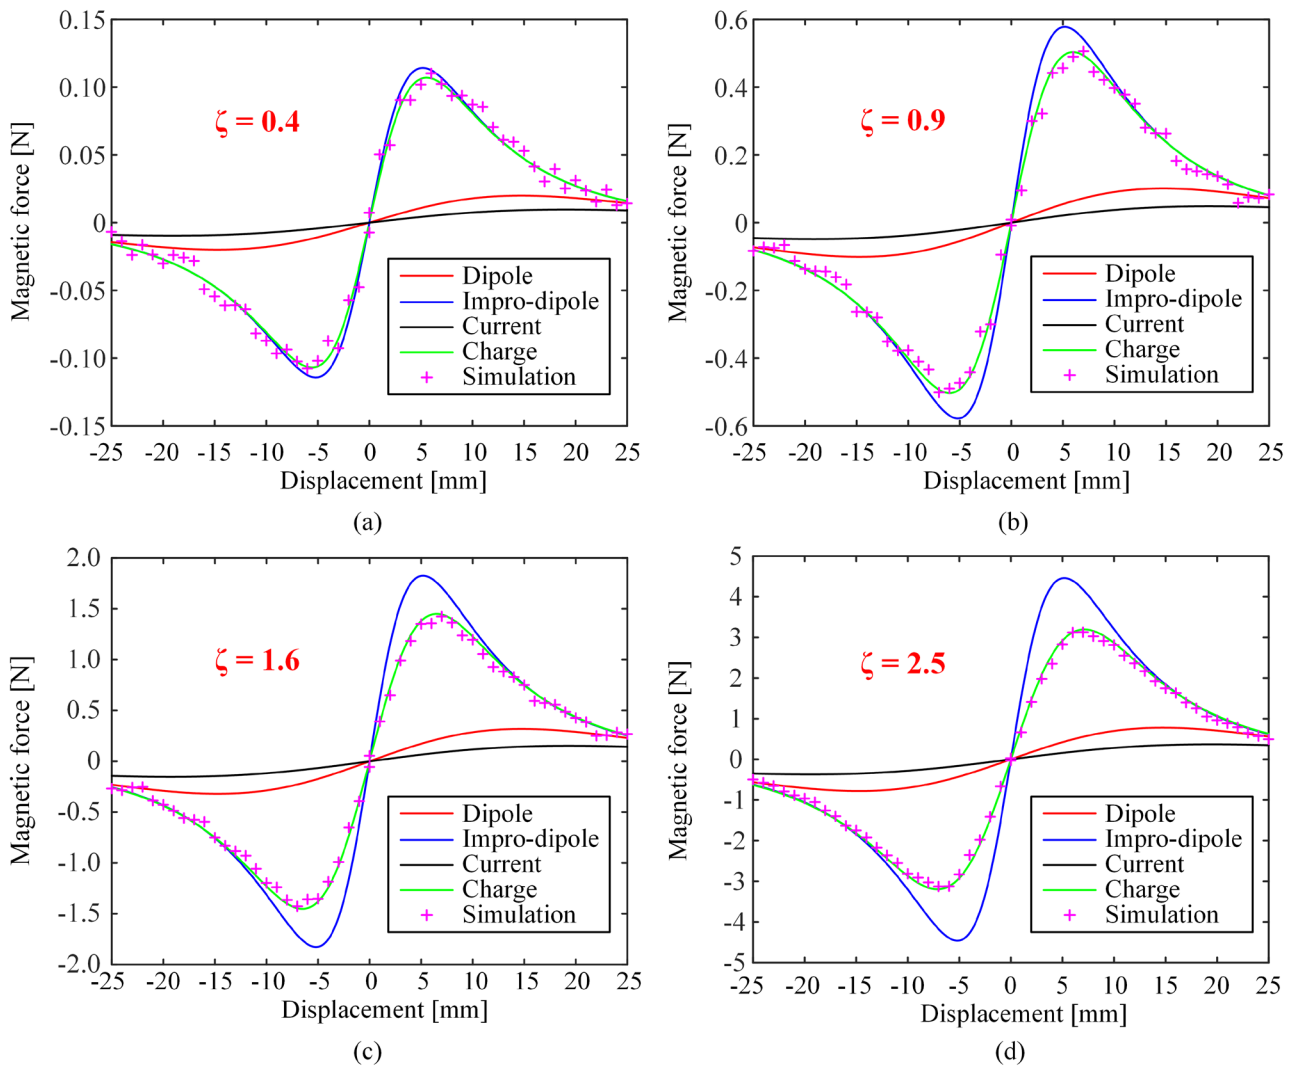 0.15
0.10
0.05
0
-0.05
-0.10
-0.15
Magnetic force [N]
ζ = 0.4
Dipole
Impro-dipole
Current
Charge
Simulation
-25 -20 -15 -10 -5 0 5 10 15 20 25
Displacement [mm]
(a)
0.6
0.4
0.2
0
-0.2
-0.4
-0.6
Magnetic force [N]
ζ = 0.9
Dipole
Impro-dipole
Current
Charge
Simulation
-25 -20 -15 -10 -5 0 5 10 15 20 25
Displacement [mm]
(b)
2.0
1.5
1.0
0.5
0
-0.5
-1.0
-1.5
-2.0
Magnetic force [N]
ζ = 1.6
Dipole
Impro-dipole
Current
Charge
Simulation
-25 -20 -15 -10 -5 0 5 10 15 20 25
Displacement [mm]
(c)
5
4
3
2
1
0
-1
-2
-3
-4
-5
Magnetic force [N]
ζ = 2.5
Dipole
Impro-dipole
Current
Charge
Simulation
-25 -20 -15 -10 -5 0 5 10 15 20 25
Displacement [mm]
(d)